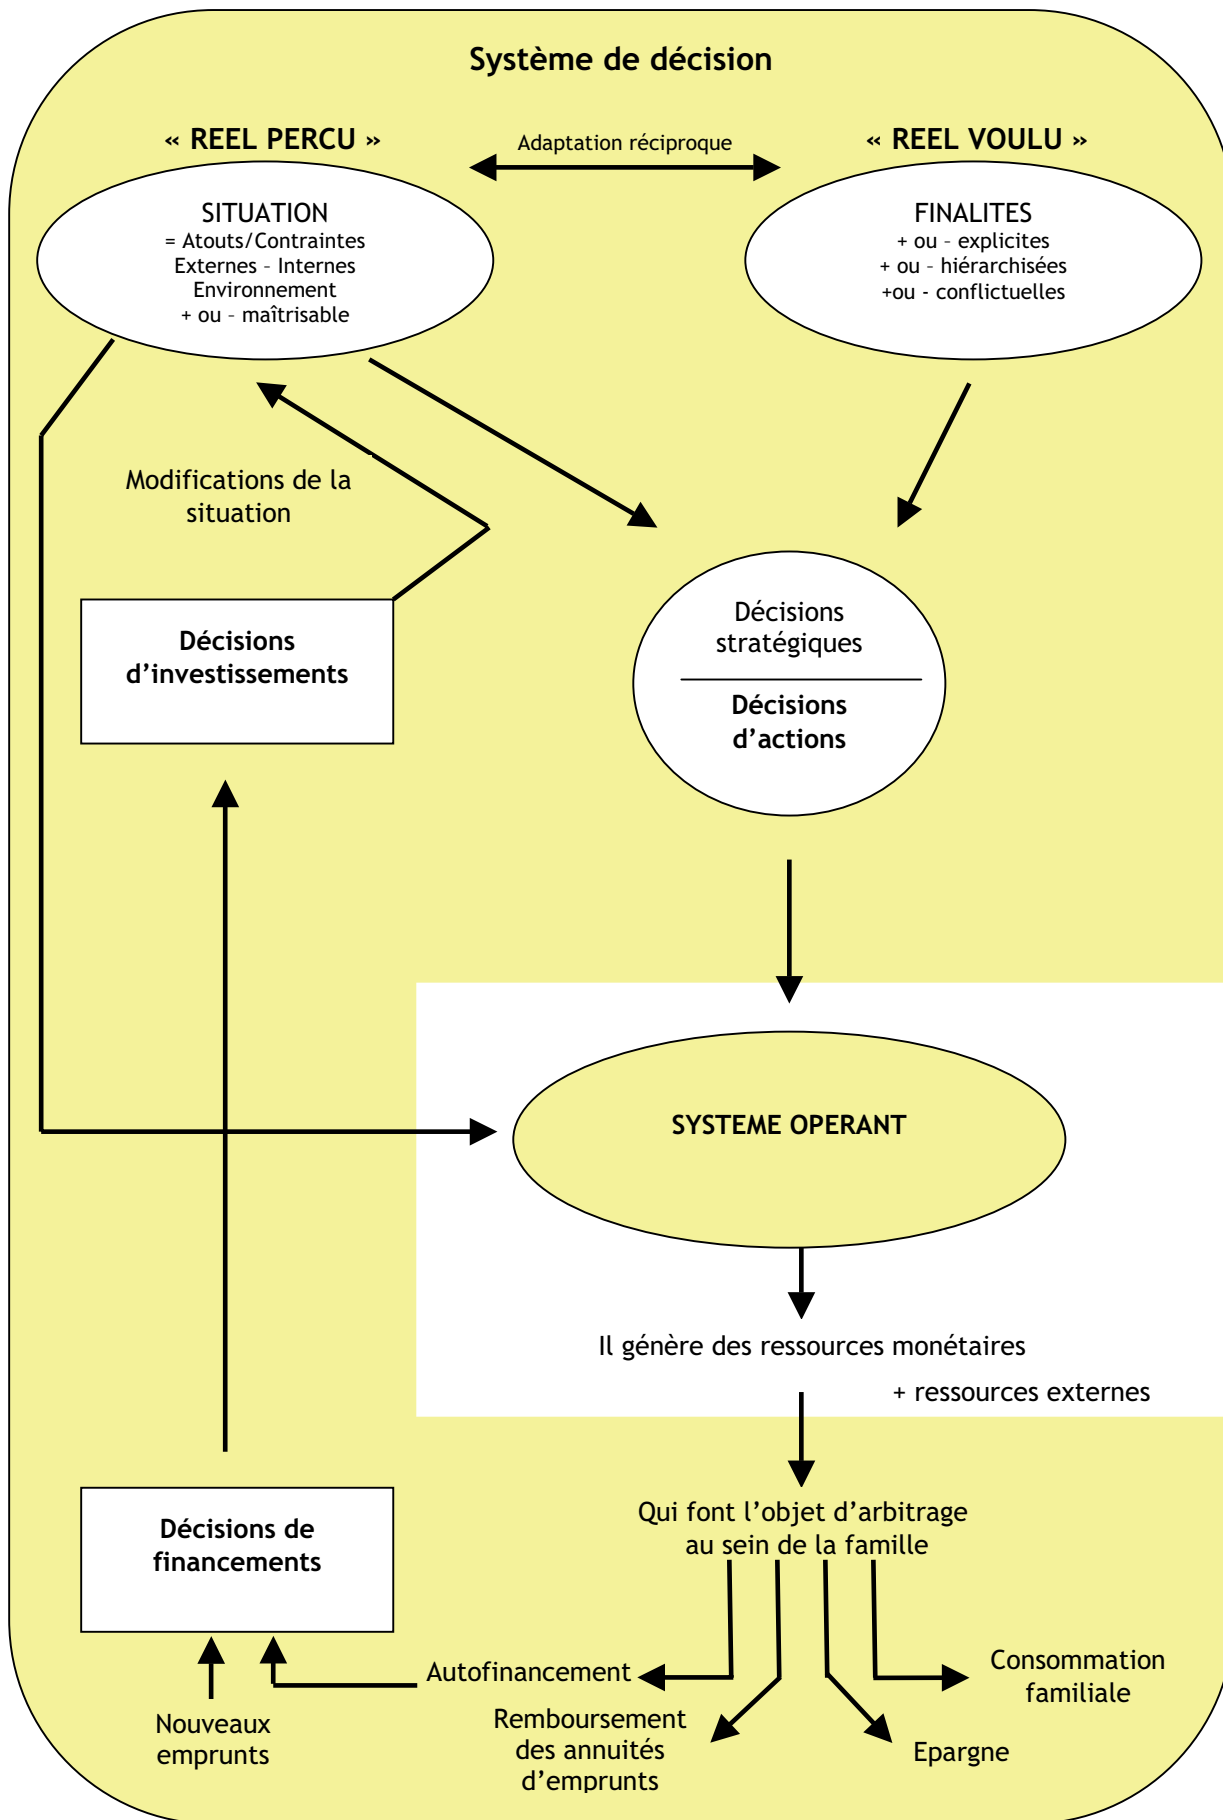 Système de décision
« REEL PERCU »
Adaptation réciproque
« REEL VOULU »
SITUATION
= Atouts/Contraintes
Externes – Internes
Environnement
+ ou – maîtrisable
FINALITES
+ ou – explicites
+ ou – hiérarchisées
+ou - conflictuelles
Modifications de la
situation
Décisions
d’investissements
Décisions
stratégiques
Décisions
d’actions
SYSTEME OPERANT
Il génère des ressources monétaires
+ ressources externes
Qui font l’objet d’arbitrage
au sein de la famille
Décisions de
financements
Autofinancement
Nouveaux
emprunts
Remboursement
des annuités
d’emprunts
Epargne
Consommation
familiale